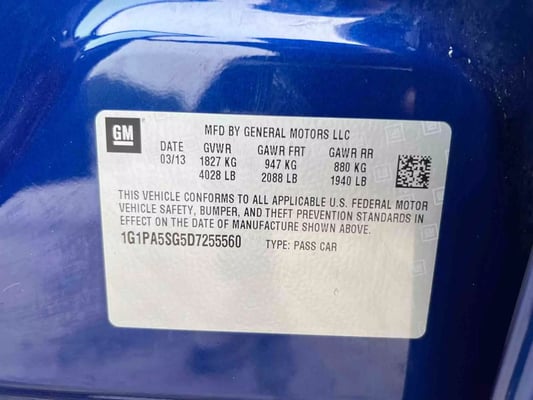 GM
MFD BY GENERAL MOTORS LLC
DATE GVWR GAWR FRT GAWR RR
03/13 1827 KG 947 KG 880 KG
4028 LB 2088 LB 1940 LB
THIS VEHICLE CONFORMS TO ALL APPLICABLE U.S. FEDERAL MOTOR
VEHICLE SAFETY, BUMPER, AND THEFT PREVENTION STANDARDS IN
EFFECT ON THE DATE OF MANUFACTURE SHOWN ABOVE.
1G1PA5SG5D7255560 TYPE: PASS CAR